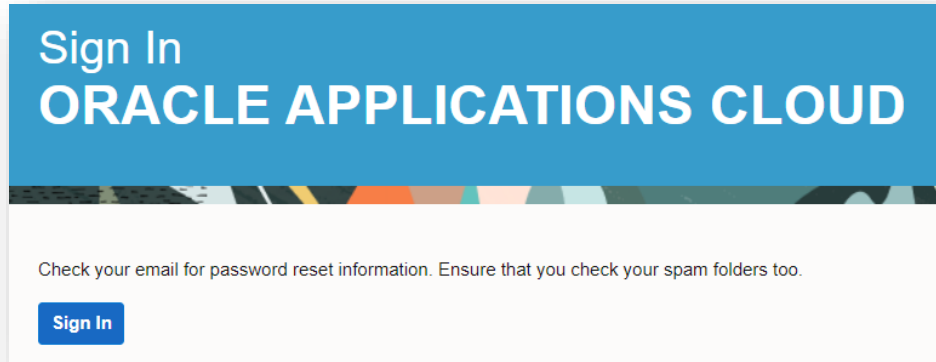 Sign In
ORACLE APPLICATIONS CLOUD
Check your email for password reset information. Ensure that you check your spam folders too.
Sign In